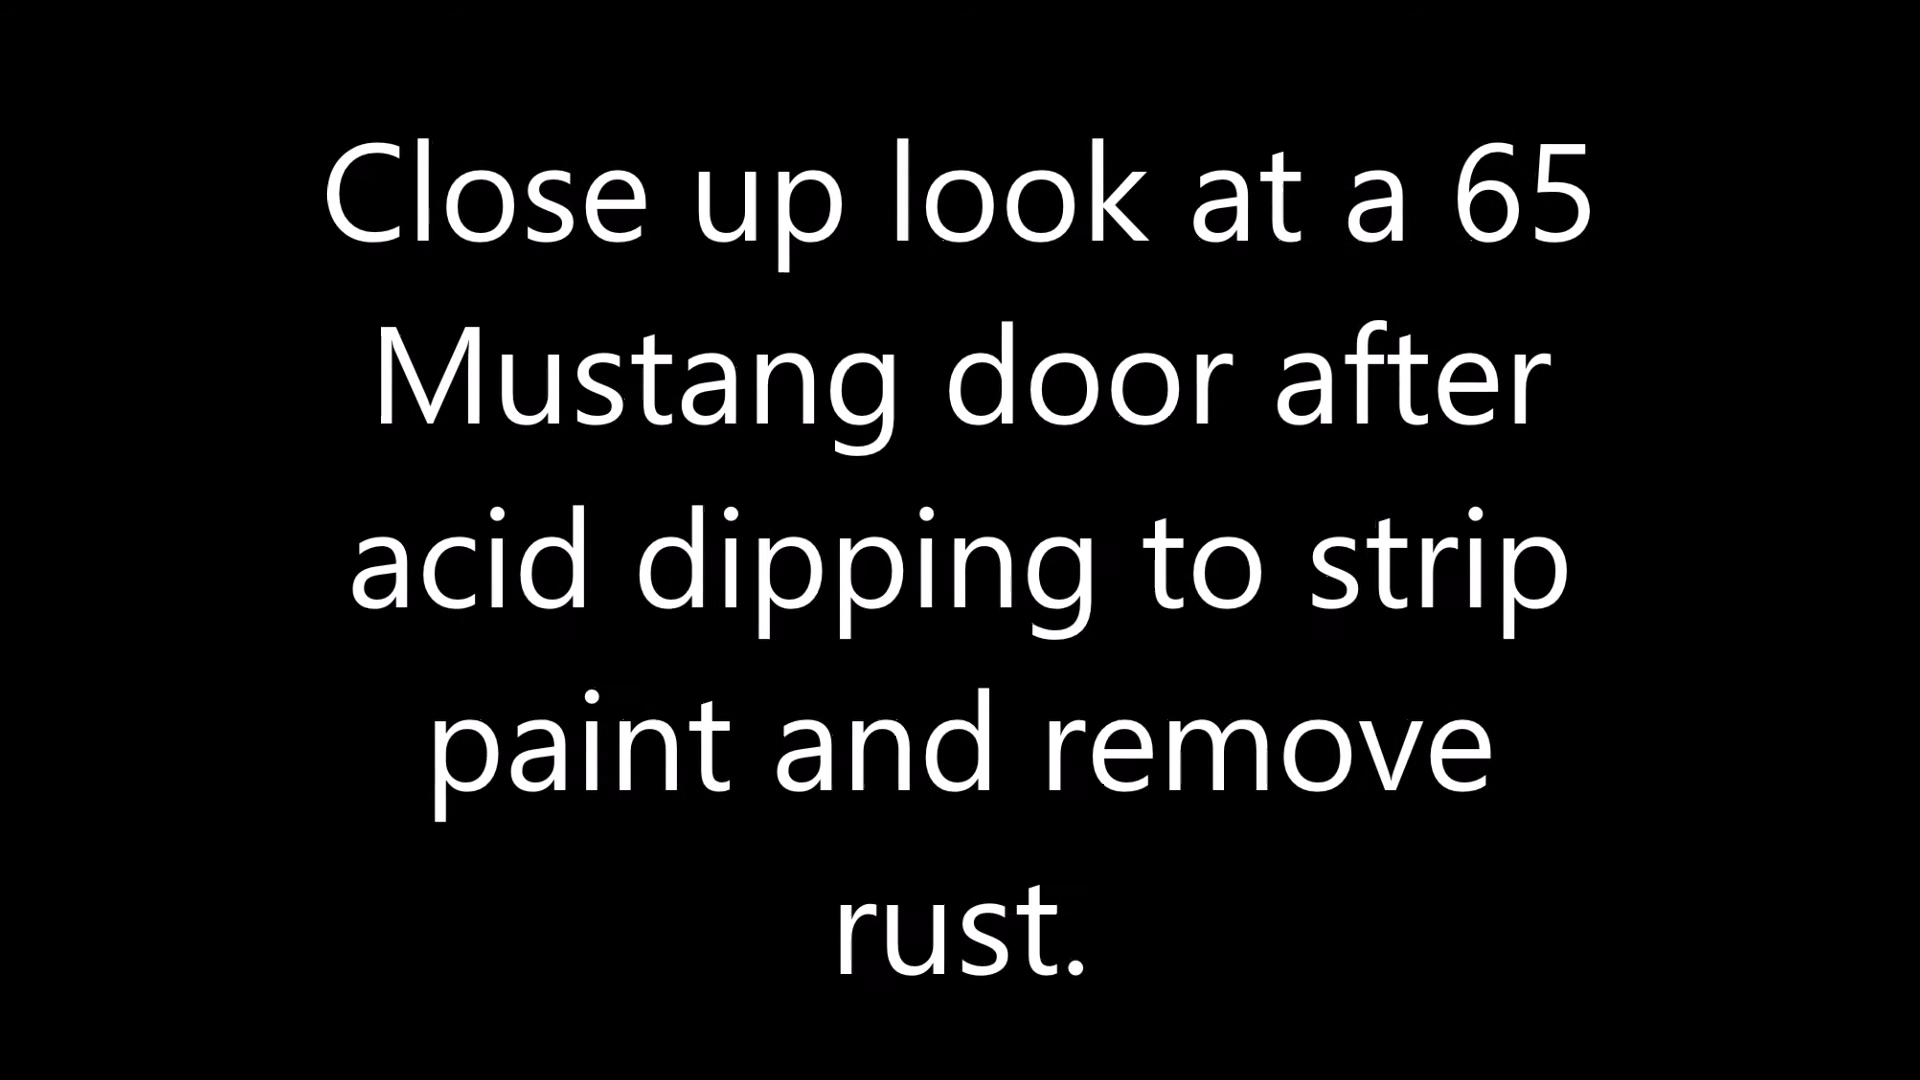 Close up look at a 65
Mustang door after
acid dipping to strip
paint and remove
rust.